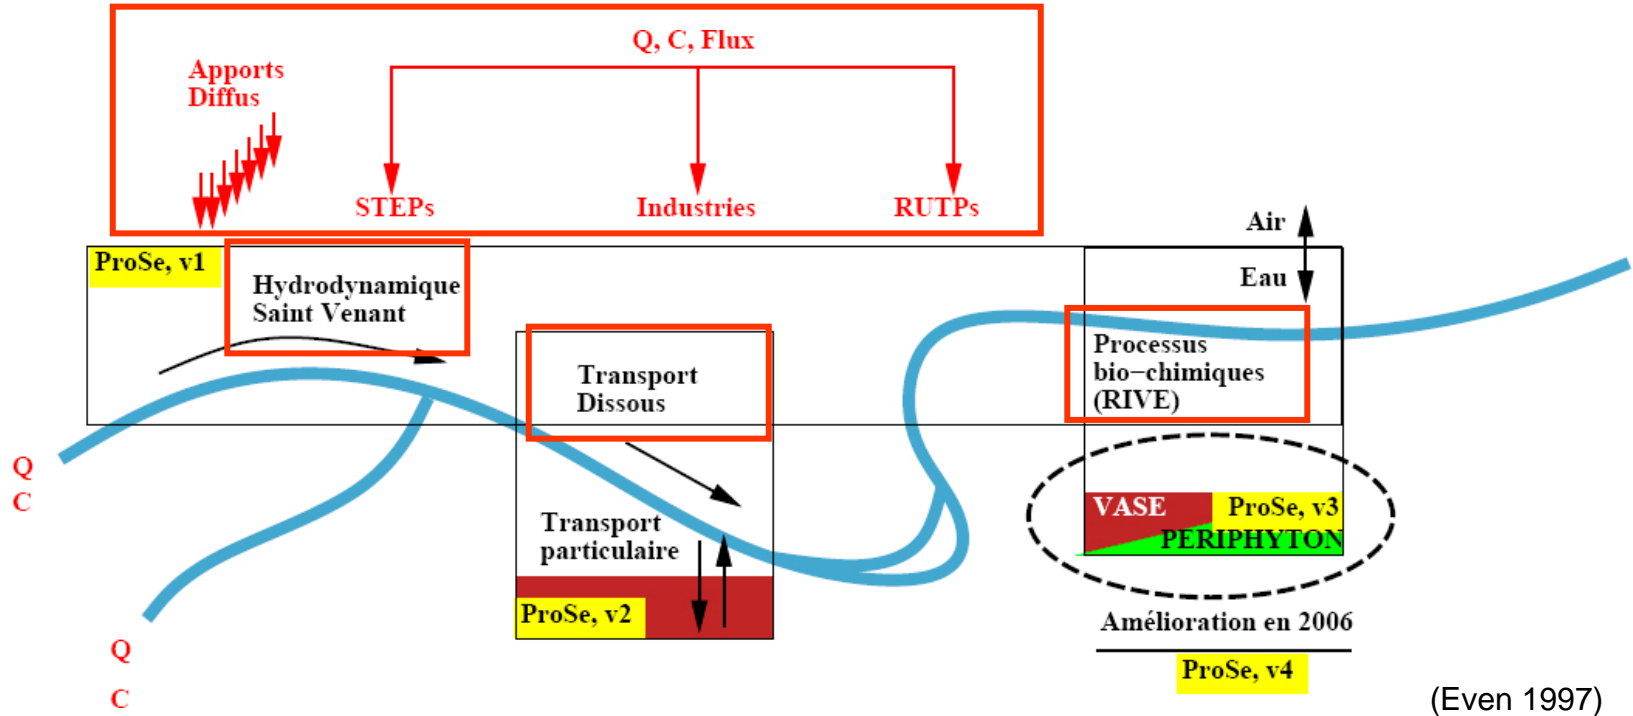 Q, C, Flux
Apports
Diffus
STEPs
Industries
RUTPs
Air
Eau
ProSe, v1
Hydrodynamique
Saint Venant
Transport
Dissous
Processus
bio−chimiques
(RIVE)
Q
C
Transport
particulaire
ProSe, v2
VASE
ProSe, v3
PERIPHYTON
Amélioration en 2006
ProSe, v4
Q
C
(Even 1997)